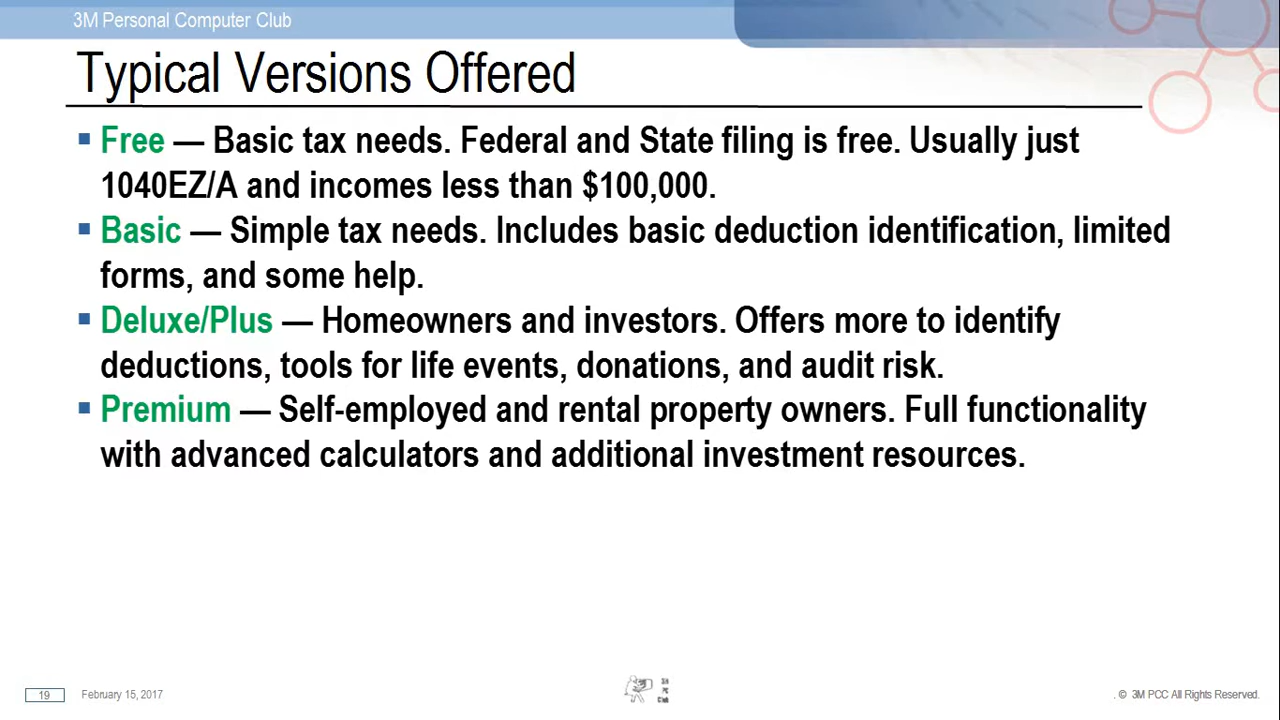 3M Personal Computer Club
Typical Versions Offered
▪ Free — Basic tax needs. Federal and State filing is free. Usually just
1040EZ/A and incomes less than $100,000.
▪ Basic — Simple tax needs. Includes basic deduction identification, limited
forms, and some help.
▪ Deluxe/Plus — Homeowners and investors. Offers more to identify
deductions, tools for life events, donations, and audit risk.
▪ Premium — Self-employed and rental property owners. Full functionality
with advanced calculators and additional investment resources.
19
February 15, 2017
PC
Club
. © 3M PCC All Rights Reserved.